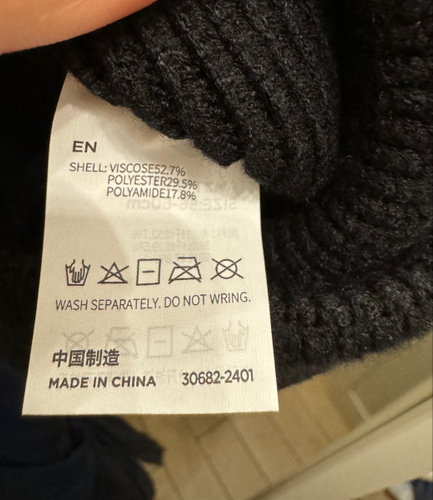 EN
SHELL: VISCOSE52.7%
POLYESTER29.5%
POLYAMIDE17.8%
WASH SEPARATELY. DO NOT WRING.
中国制造
MADE IN CHINA 30682-2401